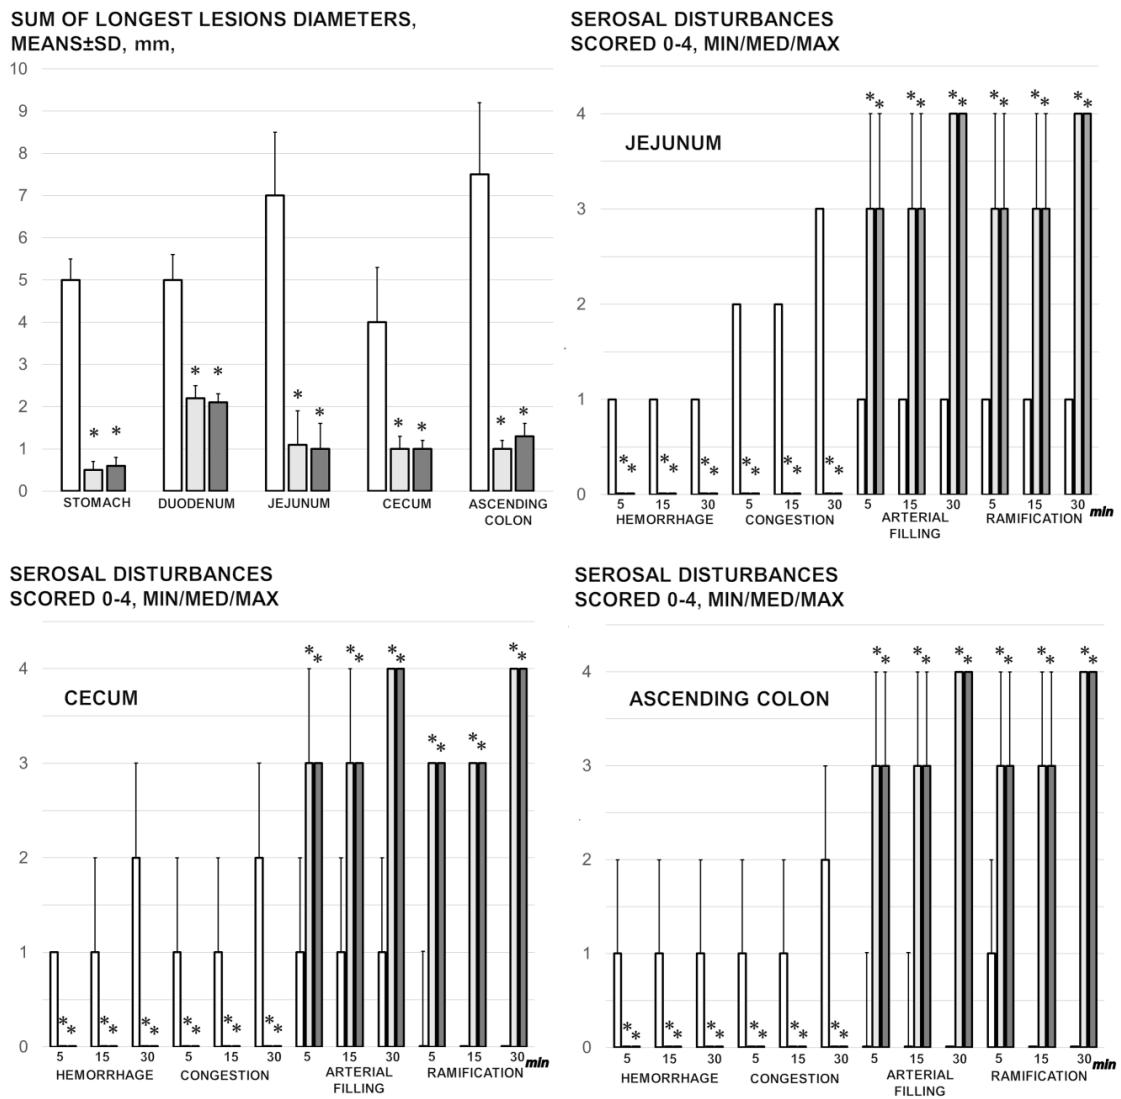 SUM OF LONGEST LESIONS DIAMETERS,
MEANS±SD, mm,
10
9
8
7
6
5
4
3
2
1
0
* * * * * * * * * *
STOMACH DUODENUM JEJUNUM CECUM ASCENDING
COLON
SEROSAL DISTURBANCES
SCORED 0-4, MIN/MED/MAX
JEJUNUM
4
3
2
1
0
** ** ** ** ** **
** ** ** ** ** **
5 15 30 5 15 30 5 15 30 5 15 30 min
HEMORRHAGE CONGESTION ARTERIAL
FILLING RAMIFICATION
SEROSAL DISTURBANCES
SCORED 0-4, MIN/MED/MAX
CECUM
4
3
2
1
0
** ** ** ** ** **
** ** ** ** ** **
5 15 30 5 15 30 5 15 30 5 15 30 min
HEMORRHAGE CONGESTION ARTERIAL
FILLING RAMIFICATION
SEROSAL DISTURBANCES
SCORED 0-4, MIN/MED/MAX
ASCENDING COLON
4
3
2
1
0
** ** ** ** ** **
** ** ** ** ** **
5 15 30 5 15 30 5 15 30 5 15 30 min
HEMORRHAGE CONGESTION ARTERIAL
FILLING RAMIFICATION